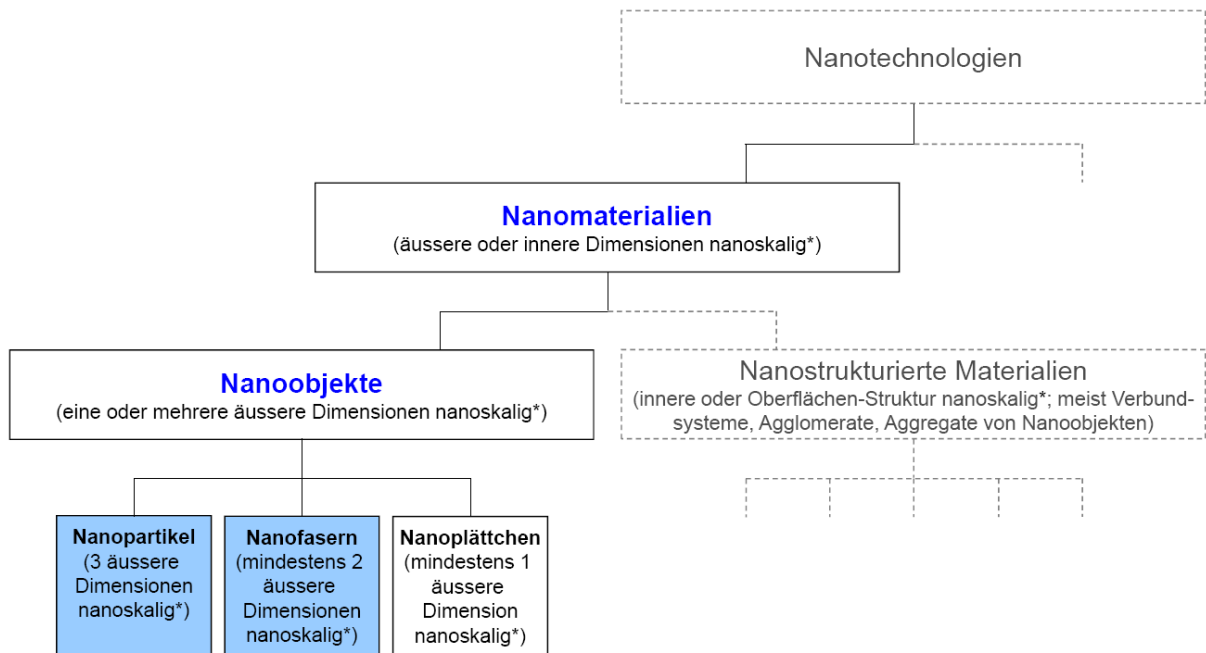 Nanotechnologien
Nanomaterialien
(äussere oder innere Dimensionen nanoskalig*)
Nanoobjekte
(eine oder mehrere äussere Dimensionen nanoskalig*)
Nanostrukturierte Materialien
(innere oder Oberflächen-Struktur nanoskalig*; meist Verbund-
systeme, Agglomerate, Aggregate von Nanoobjekten)
Nanopartikel
(3 äussere
Dimensionen
nanoskalig*)
Nanofasern
(mindestens 2
äussere
Dimensionen
nanoskalig*)
Nanoplättchen
(mindestens 1
äussere
Dimension
nanoskalig*)